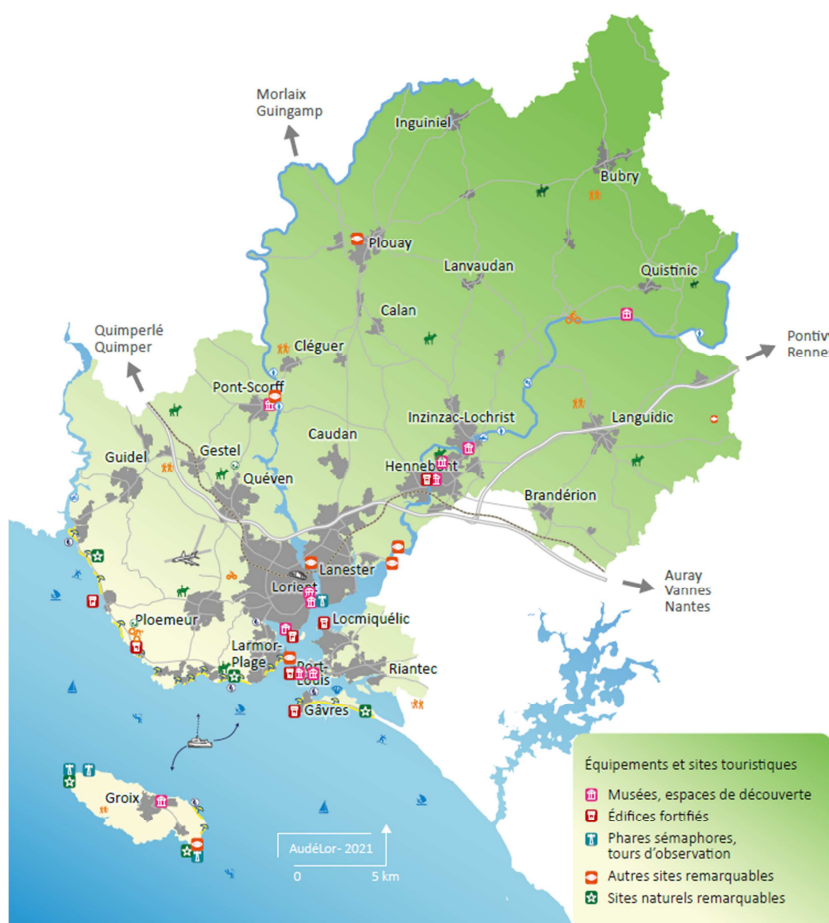 Morlaix
Guingamp
Inguiniel
Bubry
Plouay
Lanvaudan
Quistinic
Calan
Quimperlé
Quimper
Cléguer
Pontivy
Rennes
Pont-Scorff
Inzinzac-Lochrist
Languidic
Caudan
Guidel
Gestel
Quéven
Hennebont
Brandérion
Lanester
Lorient
Auray
Vannes
Nantes
Ploemeur
Locmiquélic
Larmor-
Plage
Port-
Louis
Riantec
Gâvres
Groix
AudéLor- 2021
0 5 km
Équipements et sites touristiques
Musées, espaces de découverte
Édifices fortifiés
Phares sémaphores,
tours d'observation
Autres sites remarquables
Sites naturels remarquables